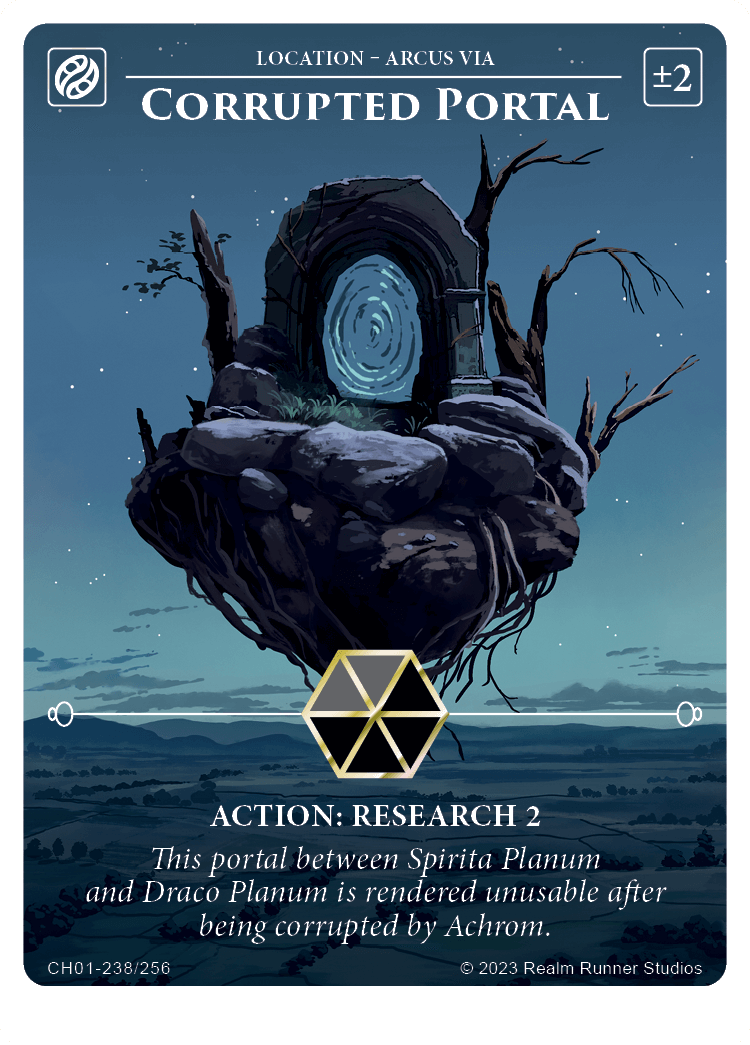 LOCATION – ARCUS VIA
±2
CORRUPTED PORTAL
ACTION: RESEARCH 2
This portal between Spirita Planum
and Draco Planum is rendered unusable after
being corrupted by Achrom.
CH01-238/256
© 2023 Realm Runner Studios